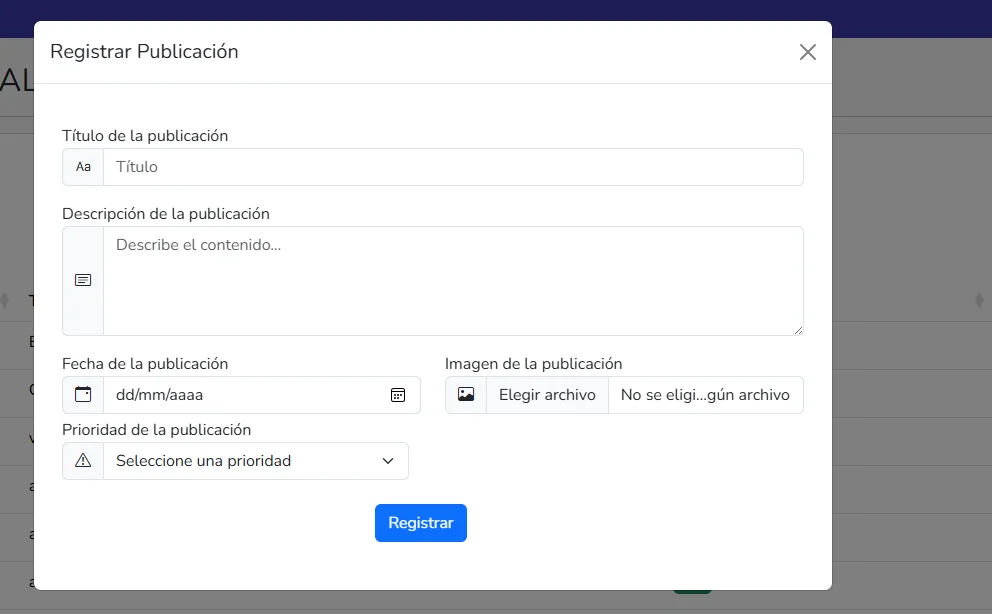 Registrar Publicación
AL
Título de la publicación
Aa Título
Descripción de la publicación
Describe el contenido...
Fecha de la publicación
Imagen de la publicación
dd/mm/aaaa
Elegir archivo No se eligi...gún archivo
Prioridad de la publicación
Seleccione una prioridad
Registrar